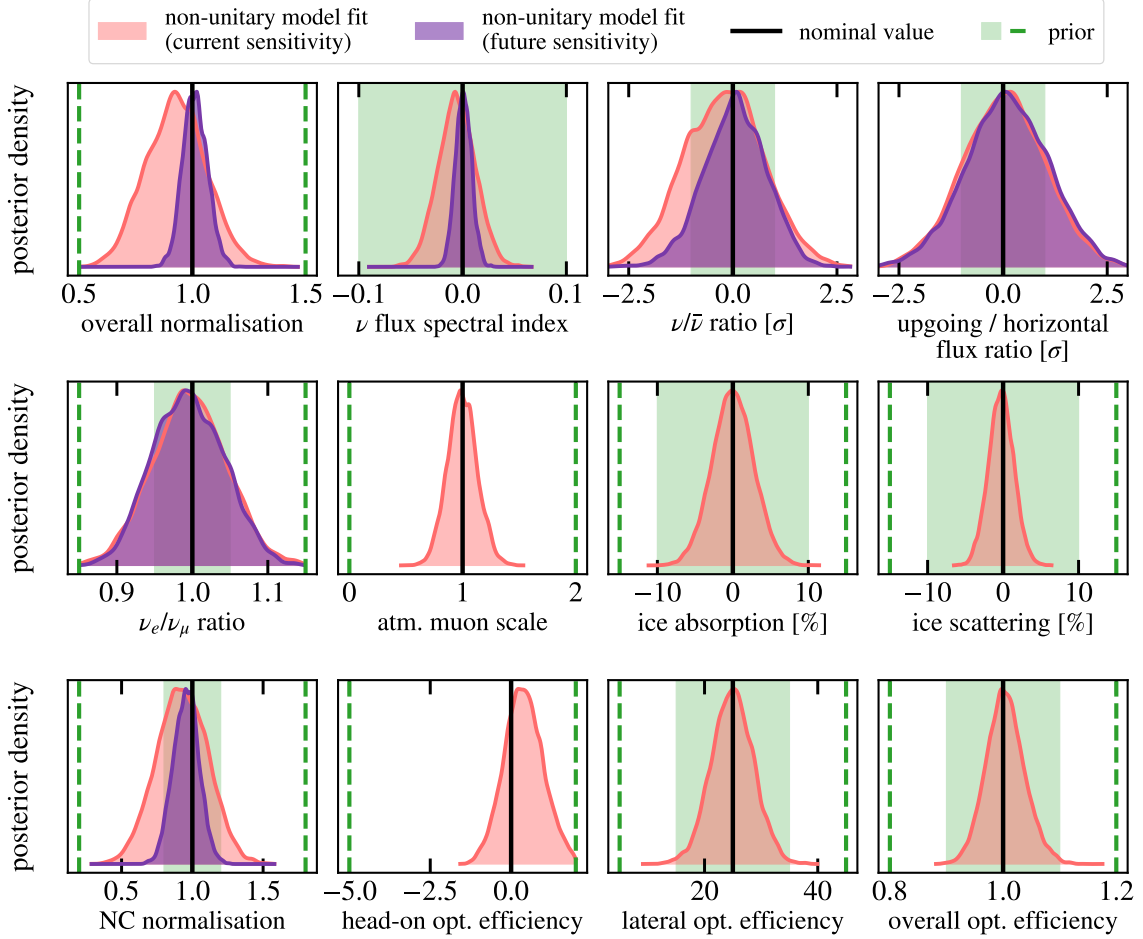 non-unitary model fit
(current sensitivity)
non-unitary model fit
(future sensitivity)
nominal value
prior
posterior density
0.5 1.0 1.5
overall normalisation
−0.1 0.0 0.1
ν flux spectral index
−2.5 0.0 2.5
ν/ν̄ ratio [σ]
−2.5 0.0 2.5
upgoing / horizontal
flux ratio [σ]
posterior density
0.9 1.0 1.1
νₑ/ν_μ ratio
0 1 2
atm. muon scale
−10 0 10
ice absorption [%]
−10 0 10
ice scattering [%]
posterior density
0.5 1.0 1.5
NC normalisation
−5.0 −2.5 0.0
head-on opt. efficiency
20 40
lateral opt. efficiency
0.8 1.0 1.2
overall opt. efficiency